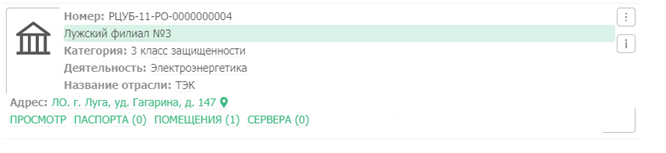 Номер: РЦУБ-11-РО-0000000004
Лужский филиал №3
Категория: 3 класс защищенности
Деятельность: Электроэнергетика
Название отрасли: ТЭК
Адрес: ЛО. г. Луга, уд. Гагарина, д. 147
ПРОСМОТР ПАСПОРТА (0) ПОМЕЩЕНИЯ (1) СЕРВЕРА (0)